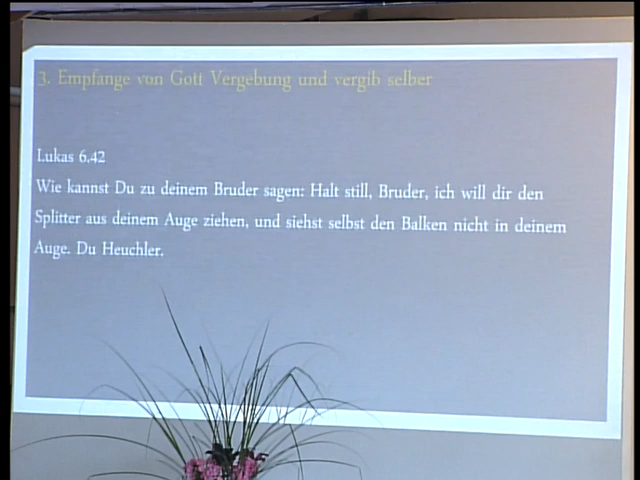 3. Empfange von Gott Vergebung und vergib selber
Lukas 6.42
Wie kannst Du zu deinem Bruder sagen: Halt still, Bruder, ich will dir den
Splitter aus deinem Auge ziehen, und siehst selbst den Balken nicht in deinem
Auge. Du Heuchler.